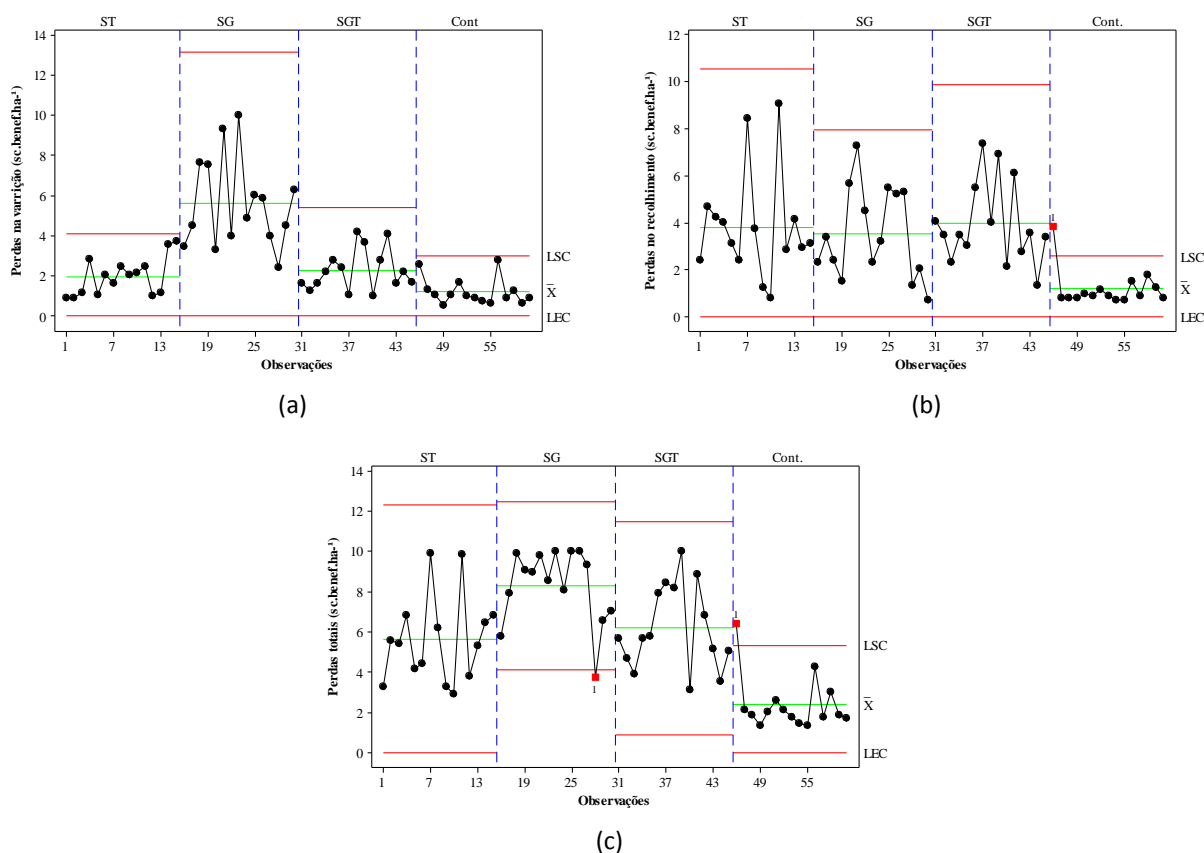 ST SG SGT Cont
Perdas na varrição (sc.benef.ha-¹)
14
12
10
8
6
4
2
0
LSC
X̄
LEC
1 7 13 19 25 31 37 43 49 55
Observações
(a)
ST SG SGT Cont.
Perdas no recolhimento (sc.benef.ha-¹)
12
10
8
6
4
2
0
1
LSC
X̄
LEC
1 7 13 19 25 31 37 43 49 55
Observações
(b)
ST SG SGT Cont.
Perdas totais (sc.benef.ha-¹)
14
12
10
8
6
4
2
0
1
1
LSC
X̄
LEC
1 7 13 19 25 31 37 43 49 55
Observações
(c)